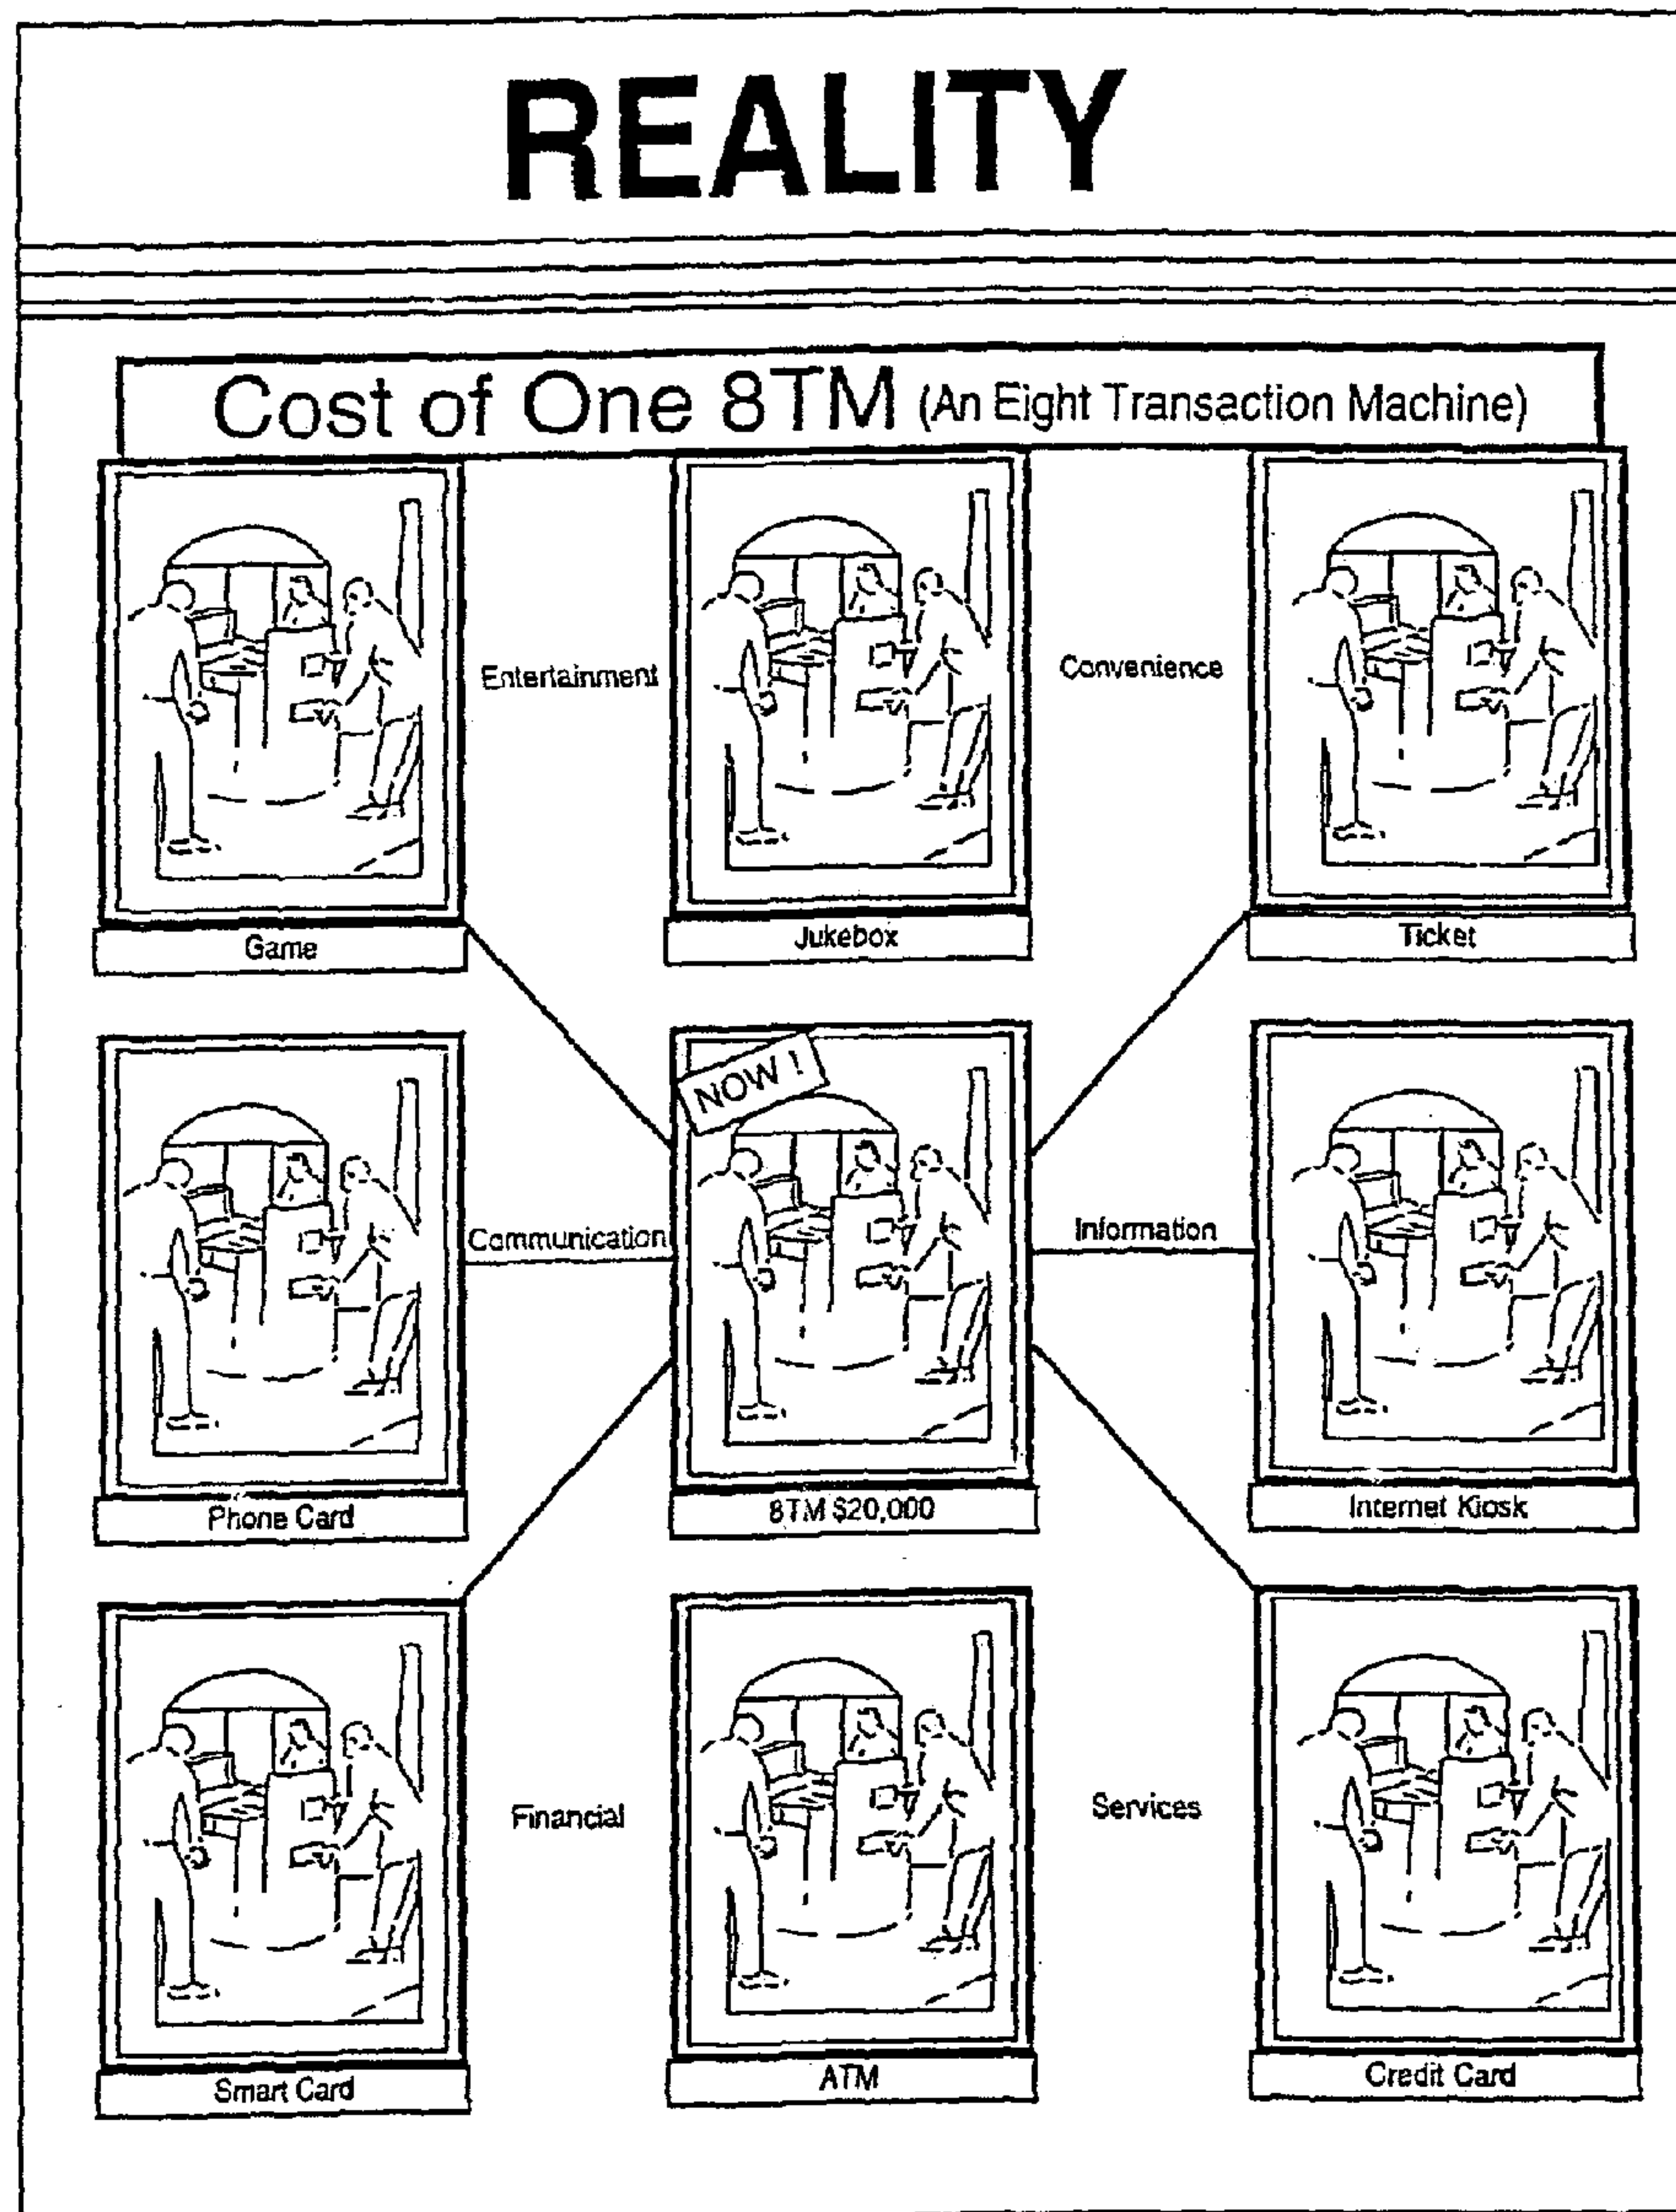 REALITY
Cost of One 8TM (An Eight Transaction Machine)
Entertainment
Convenience
Game
Jukebox
Ticket
NOW !
Communication
Information
Phone Card
8TM $20,000
Internet Kiosk
Financial
Services
Smart Card
ATM
Credit Card